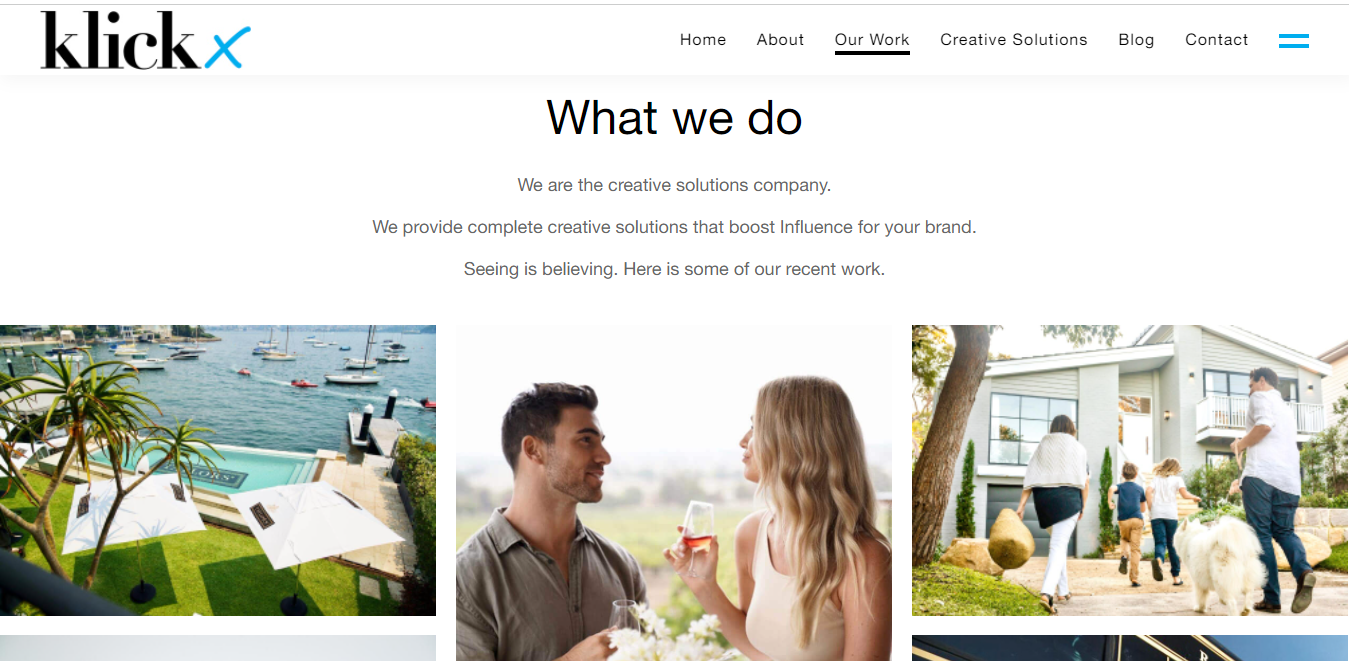 klick x
Home About Our Work Creative Solutions Blog Contact
What we do
We are the creative solutions company.
We provide complete creative solutions that boost Influence for your brand.
Seeing is believing. Here is some of our recent work.